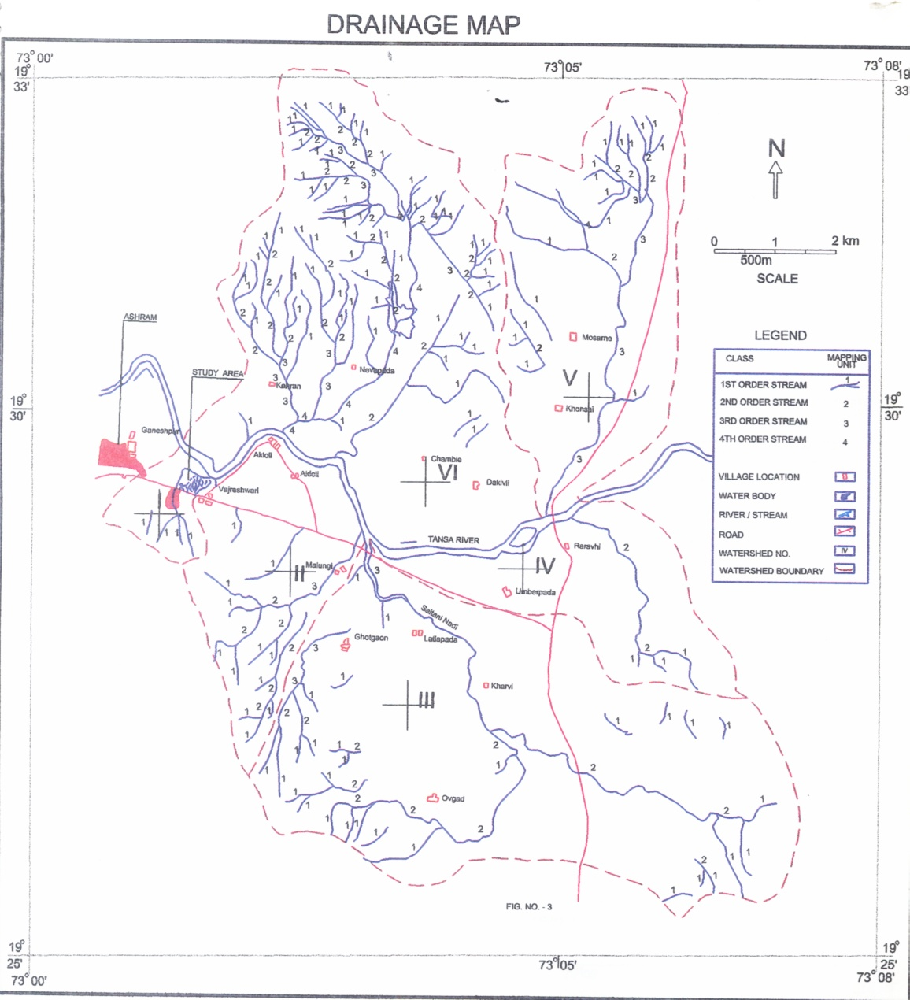 DRAINAGE MAP
73° 00'
73° 05'
73° 08'
19°
33'
19
33
N
0 1 2 km
500m
SCALE
ASHRAM
STUDY AREA
LEGEND
CLASS MAPPING UNIT
1ST ORDER STREAM 1
2ND ORDER STREAM 2
3RD ORDER STREAM 3
4TH ORDER STREAM 4
VILLAGE LOCATION
WATER BODY
RIVER / STREAM
ROAD
WATERSHED NO. IV
WATERSHED BOUNDARY
Mosarne
Navapada
V
19°
30'
19°
30'
Khonsai
Ganeshpur
Akloli
Chambie
VI
Akloli
Dakivli
Vajreshwari
I
TANSA RIVER
Raravhi
Malungi
II
IV
Umberpada
Saltani Nadi
Ghotgaon
Latiapada
Kharvi
III
Ovgad
FIG. NO. - 3
19°
25'
73° 00'
73° 05'
19°
25'
73° 08'